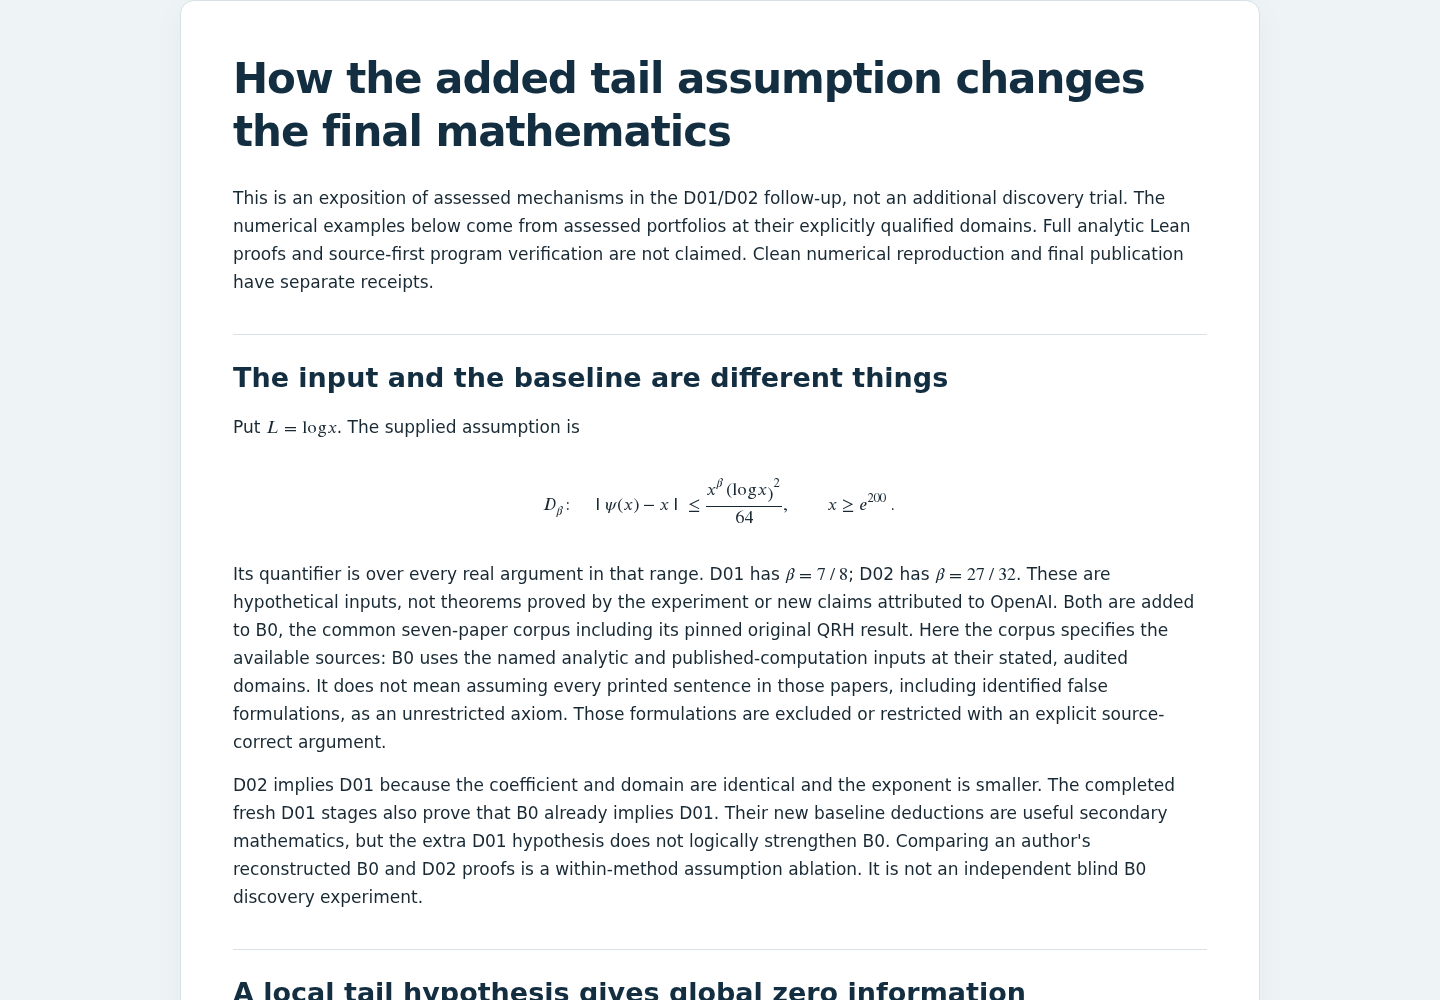 How the added tail assumption changes
the final mathematics
This is an exposition of assessed mechanisms in the D01/D02 follow-up, not an additional discovery trial. The
numerical examples below come from assessed portfolios at their explicitly qualified domains. Full analytic Lean
proofs and source-first program verification are not claimed. Clean numerical reproduction and final publication
have separate receipts.
The input and the baseline are different things
Put L = log x. The supplied assumption is
D_β: | ψ(x) − x | ≤ x^β (log x)^2 / 64, x ≥ e^200 .
Its quantifier is over every real argument in that range. D01 has β = 7 / 8; D02 has β = 27 / 32. These are
hypothetical inputs, not theorems proved by the experiment or new claims attributed to OpenAI. Both are added
to B0, the common seven-paper corpus including its pinned original QRH result. Here the corpus specifies the
available sources: B0 uses the named analytic and published-computation inputs at their stated, audited
domains. It does not mean assuming every printed sentence in those papers, including identified false
formulations, as an unrestricted axiom. Those formulations are excluded or restricted with an explicit source-
correct argument.
D02 implies D01 because the coefficient and domain are identical and the exponent is smaller. The completed
fresh D01 stages also prove that B0 already implies D01. Their new baseline deductions are useful secondary
mathematics, but the extra D01 hypothesis does not logically strengthen B0. Comparing an author's
reconstructed B0 and D02 proofs is a within-method assumption ablation. It is not an independent blind B0
discovery experiment.
A local tail hypothesis gives global zero information